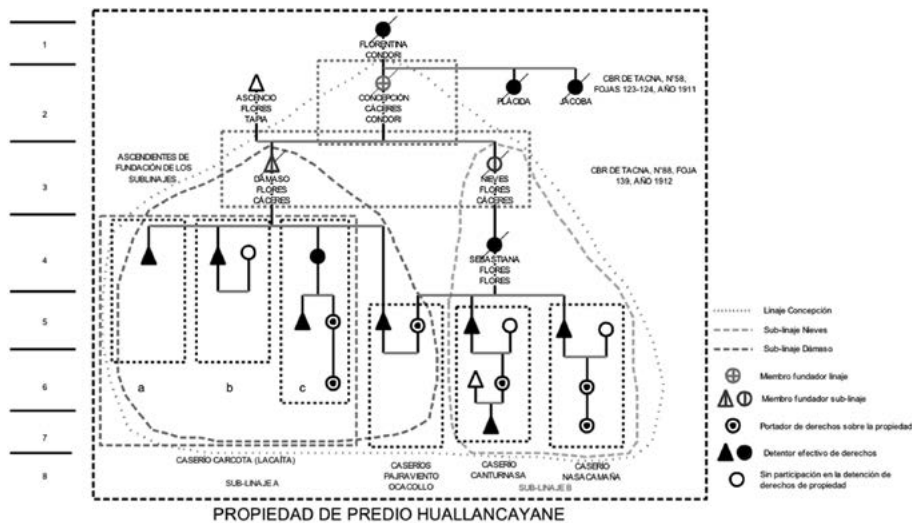 1
FLORENTINA
CONDORI
2
ASCENCIO
FLORES
TAPIA
CONCEPCIÓN
CÁCERES
CONDORI
PLÁCIDA
JACOBA
CBR DE TACNA, N°58,
FOJAS 123-124, AÑO 1911
ASCENDIENTES DE
FUNDACIÓN DE LOS
SUBLINAJES
3
DÁMASO
FLORES
CÁCERES
NIEVES
FLORES
CÁCERES
CBR DE TACNA, N°88, FOJA
139, AÑO 1912
4
SEBASTIANA
FLORES
FLORES
5
6
a
b
c
7
8
CASERÍO CARCOTA (LACAITA)
SUB-LINAJE A
CASERÍOS
PAJRAVIENTO
OCACOLLO
CASERÍO
CANTURNASA
CASERÍO
NASACAMAÑA
SUB-LINAJE B
Linaje Concepción
Sub-linaje Nieves
Sub-linaje Dámaso
Miembro fundador linaje
Miembro fundador sub-linaje
Portador de derechos sobre la propiedad
Detentor efectivo de derechos
Sin participación en la detención de
derechos de propiedad
PROPIEDAD DE PREDIO HUALLANCAYANE